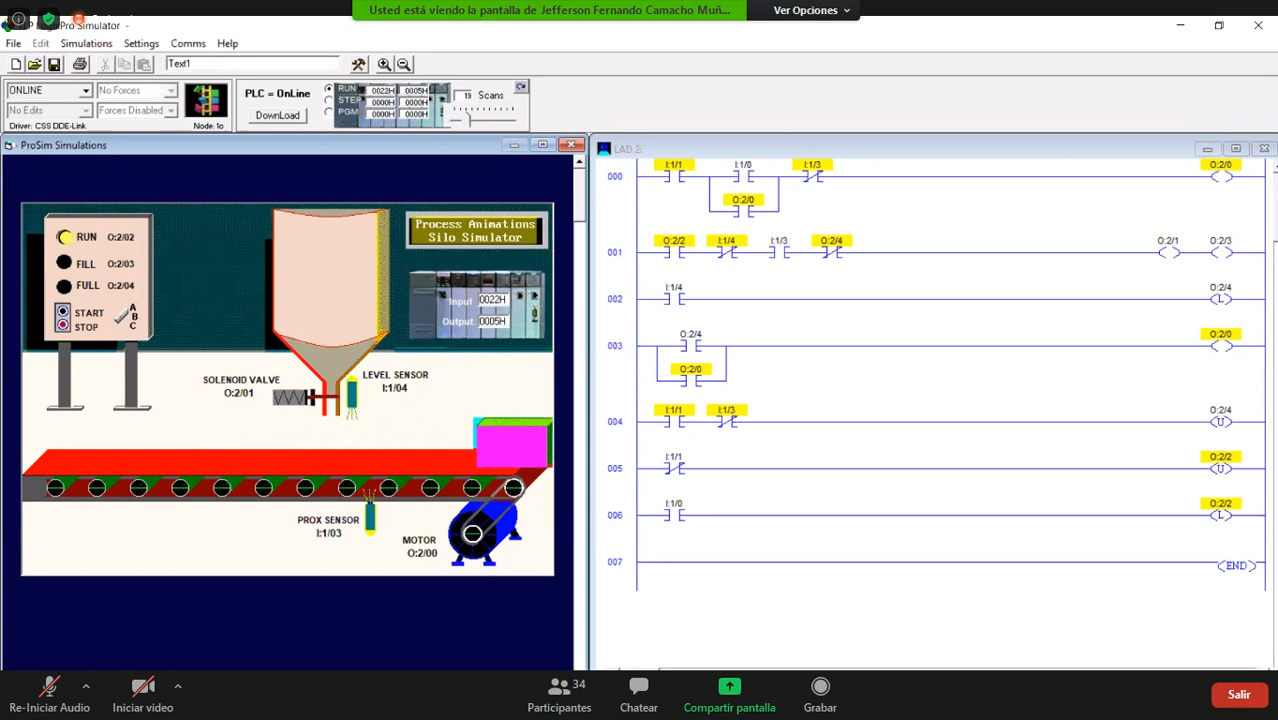 Usted está viendo la pantalla de Jefferson Fernando Camacho Muñ...
Ver Opciones
Simulator
File Edit Simulations Settings Comms Help
Text1
ONLINE
No Forces
No Edits
Forces Disabled
Driver: CSS DDE-Link
Node: 1o
PLC = OnLine
DownLoad
RUN
STEP
PGM
0022H 0005H
0000H 0000H
0000H 0000H
19 Scans
ProSim Simulations
RUN O:2/02
FILL O:2/03
FULL O:2/04
START
STOP
A
B
C
Process Animations
Silo Simulator
Input 0022H
Output 0005H
SOLENOID VALVE
O:2/01
LEVEL SENSOR
I:1/04
PROX SENSOR
I:1/03
MOTOR
O:2/00
LAD 2:
000 I:1/1 I:1/0 I:1/3 O:2/0
O:2/0
001 O:2/2 I:1/4 I:1/3 O:2/4 O:2/1 O:2/3
002 I:1/4 O:2/4
L
003 O:2/4 O:2/0
O:2/0
004 I:1/1 I:1/3 O:2/4
U
005 I:1/1 O:2/2
U
006 I:1/0 O:2/2
L
007 END
Re-Iniciar Audio
Iniciar video
34
Participantes
Chatear
Compartir pantalla
Grabar
Salir